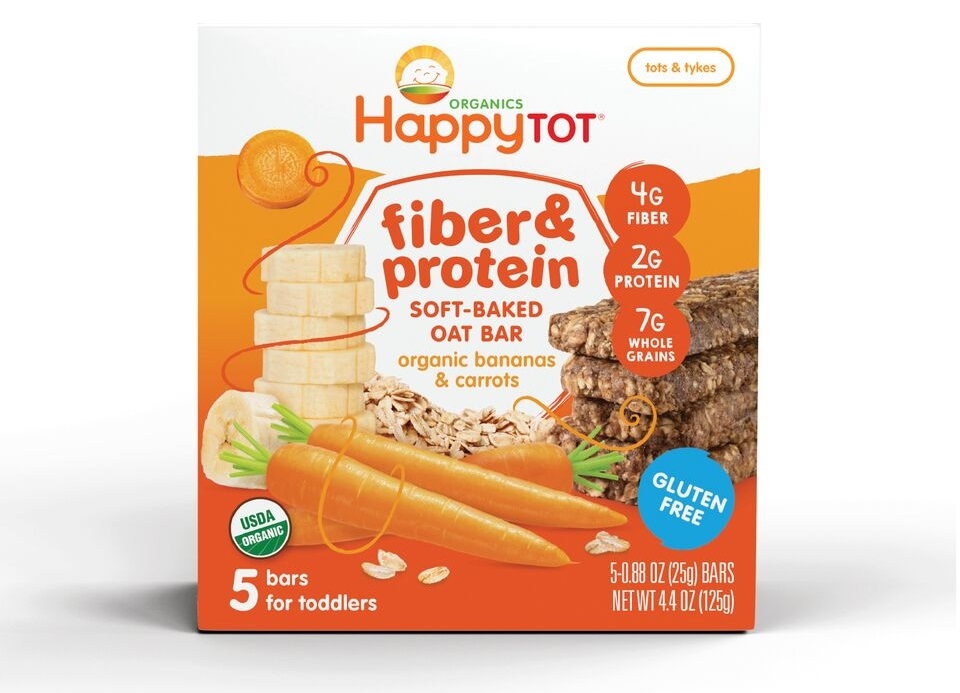 tots & tykes
ORGANICS
HappyTOT®
fiber&
protein
SOFT-BAKED
OAT BAR
organic bananas
& carrots
4G
FIBER
2G
PROTEIN
7G
WHOLE
GRAINS
GLUTEN
FREE
USDA
ORGANIC
5 bars
for toddlers
5-0.88 OZ (25g) BARS
NET WT 4.4 OZ (125g)